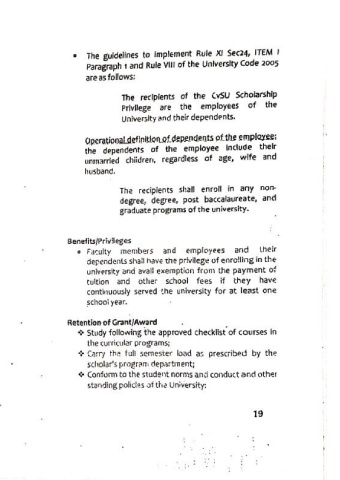 • The guidelines to implement Rule XI Sec24, ITEM I
Paragraph 1 and Rule VIII of the University Code 2005
are as follows:
The recipients of the CvSU Scholarship
Privilege are the employees of the
University and their dependents.
Operational definition of dependents of the employee:
the dependents of the employee include their
unmarried children, regardless of age, wife and
husband.
The recipients shall enroll in any non-
degree, degree, post baccalaureate, and
graduate programs of the university.
Benefits/Privileges
• Faculty members and employees and their
dependents shall have the privilege of enrolling in the
university and avail exemption from the payment of
tuition and other school fees if they have
continuously served the university for at least one
school year.
Retention of Grant/Award
❖ Study following the approved checklist of courses in
the curricular programs;
❖ Carry the full semester load as prescribed by the
scholar's program department;
❖ Conform to the student norms and conduct and other
standing policies of the University;
19